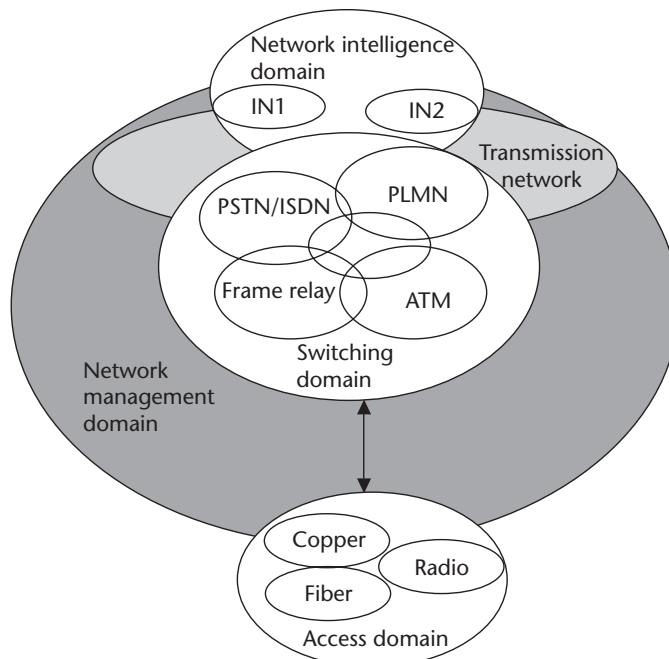 Network intelligence
domain
IN1
IN2
Transmission
network
PSTN/ISDN
PLMN
Frame relay
ATM
Switching
domain
Network
management
domain
Copper
Radio
Fiber
Access domain